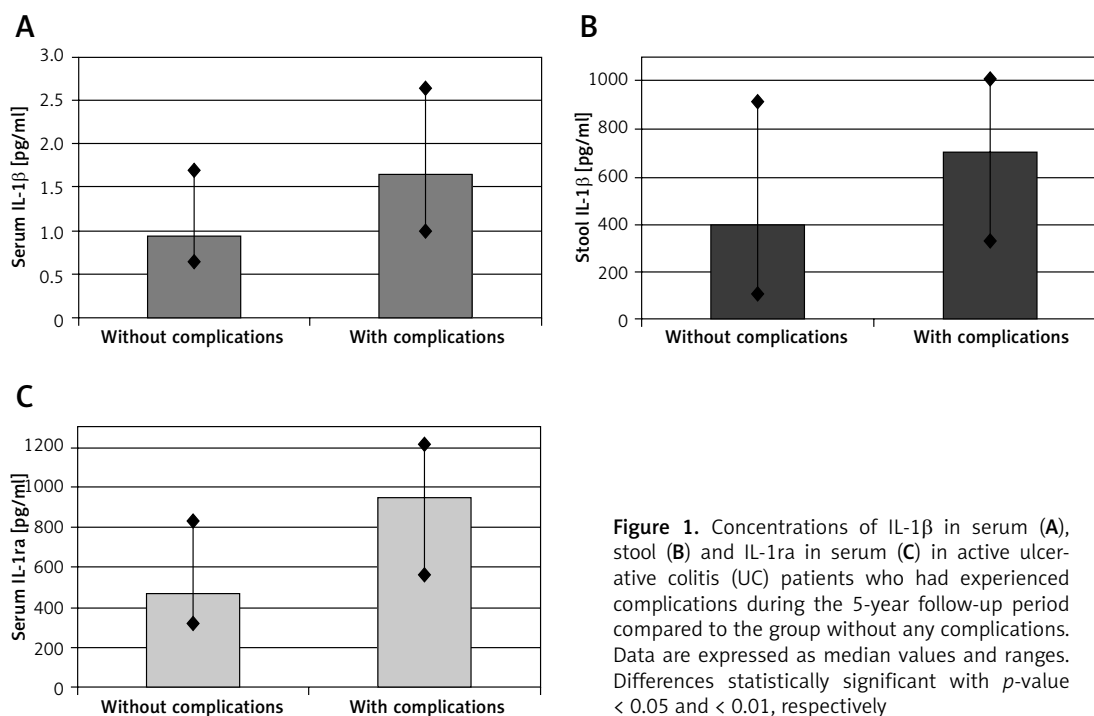 A
Serum IL-1β [pg/ml]
3.0
2.5
2.0
1.5
1.0
0.5
0
Without complications
With complications
B
Stool IL-1β [pg/ml]
1000
800
600
400
200
0
Without complications
With complications
C
Serum IL-1ra [pg/ml]
1200
1000
800
600
400
200
0
Without complications
With complications
Figure 1. Concentrations of IL-1β in serum (A),
stool (B) and IL-1ra in serum (C) in active ulcer-
ative colitis (UC) patients who had experienced
complications during the 5-year follow-up period
compared to the group without any complications.
Data are expressed as median values and ranges.
Differences statistically significant with p-value
< 0.05 and < 0.01, respectively